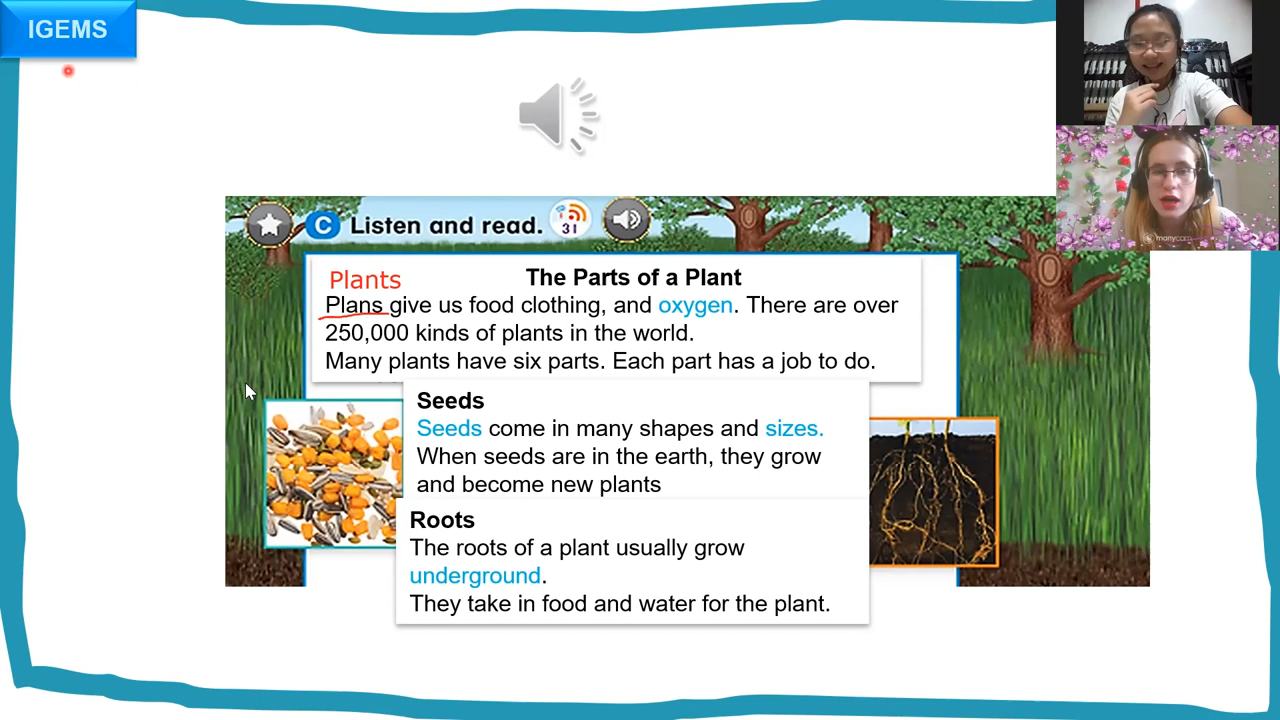 IGEMS
C Listen and read. 31
Plants
The Parts of a Plant
Plans give us food clothing, and oxygen. There are over
250,000 kinds of plants in the world.
Many plants have six parts. Each part has a job to do.
Seeds
Seeds come in many shapes and sizes.
When seeds are in the earth, they grow
and become new plants
Roots
The roots of a plant usually grow
underground.
They take in food and water for the plant.
manycam